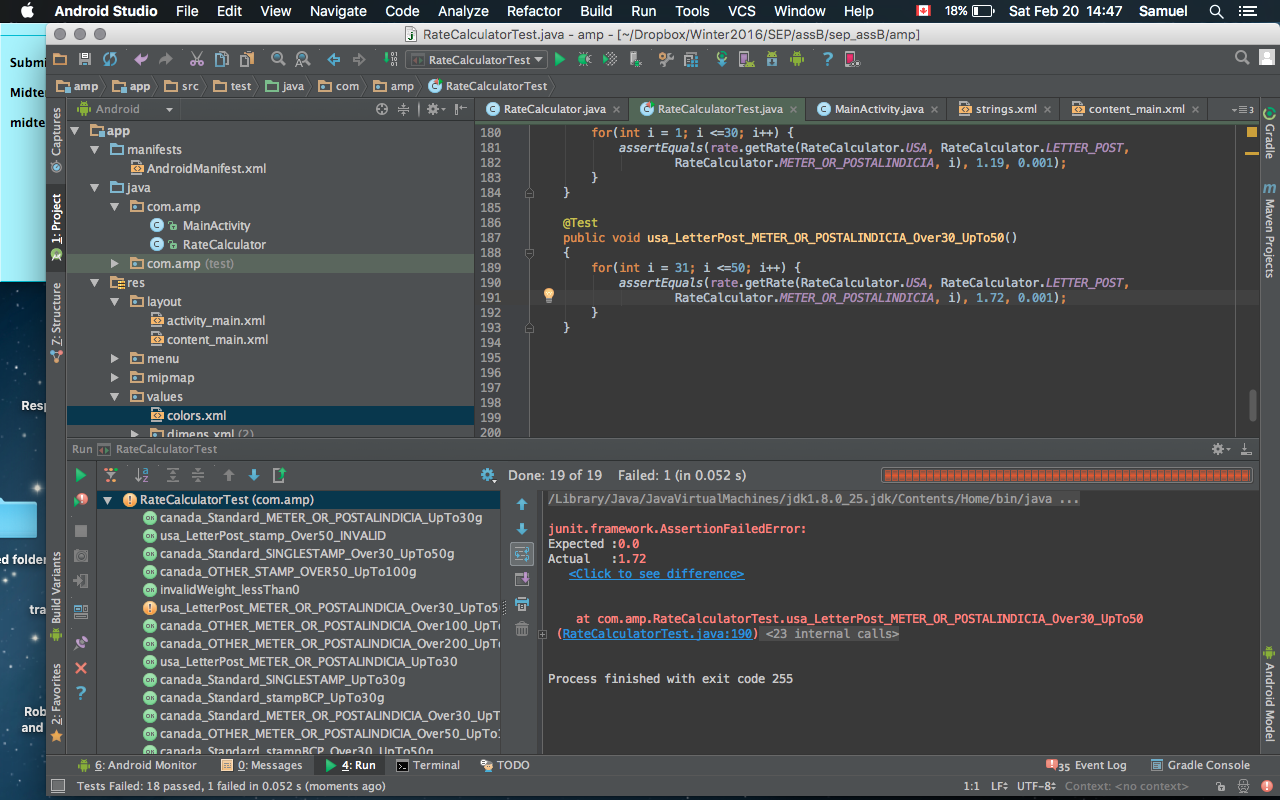 Android Studio File Edit View Navigate Code Analyze Refactor Build Run Tools VCS Window Help 18% Sat Feb 20 14:47 Samuel
RateCalculatorTest.java - amp - [~/Dropbox/Winter2016/SEP/assB/sep_assB/amp]
RateCalculatorTest
amp app src test java com amp RateCalculatorTest
Android
RateCalculator.java RateCalculatorTest.java MainActivity.java strings.xml content_main.xml
Submi
Midte
midte
Resp
ed folder
tra
Rob
and
Captures
1: Project
Z: Structure
Build Variants
2: Favorites
app
manifests
AndroidManifest.xml
java
com.amp
MainActivity
RateCalculator
com.amp (test)
res
layout
activity_main.xml
content_main.xml
menu
mipmap
values
colors.xml
dimens.xml (2)
180 for(int i = 1; i <=30; i++) {
181 assertEquals(rate.getRate(RateCalculator.USA, RateCalculator.LETTER_POST,
182 RateCalculator.METER_OR_POSTALINDICIA, i), 1.19, 0.001);
183 }
184 }
185
186 @Test
187 public void usa_LetterPost_METER_OR_POSTALINDICIA_Over30_UpTo50()
188 {
189 for(int i = 31; i <=50; i++) {
190 assertEquals(rate.getRate(RateCalculator.USA, RateCalculator.LETTER_POST,
191 RateCalculator.METER_OR_POSTALINDICIA, i), 1.72, 0.001);
192 }
193 }
194
195
196
197
198
199
200
Gradle
Maven Projects
Android Model
Run RateCalculatorTest
Done: 19 of 19 Failed: 1 (in 0.052 s)
RateCalculatorTest (com.amp)
canada_Standard_METER_OR_POSTALINDICIA_UpTo30g
usa_LetterPost_stamp_Over50_INVALID
canada_Standard_SINGLESTAMP_Over30_UpTo50g
canada_OTHER_STAMP_OVER50_UpTo100g
invalidWeight_lessThan0
usa_LetterPost_METER_OR_POSTALINDICIA_Over30_UpTo5
canada_OTHER_METER_OR_POSTALINDICIA_Over100_UpTo
canada_OTHER_METER_OR_POSTALINDICIA_Over200_UpTo
usa_LetterPost_METER_OR_POSTALINDICIA_UpTo30
canada_Standard_SINGLESTAMP_UpTo30g
canada_Standard_stampBCP_UpTo30g
canada_Standard_METER_OR_POSTALINDICIA_Over30_UpT
canada_OTHER_METER_OR_POSTALINDICIA_Over50_UpTo
canada_Standard_stampBCP_Over30_UpTo50g
/Library/Java/JavaVirtualMachines/jdk1.8.0_25.jdk/Contents/Home/bin/java ...
junit.framework.AssertionFailedError:
Expected :0.0
Actual :1.72
<Click to see difference>
at com.amp.RateCalculatorTest.usa_LetterPost_METER_OR_POSTALINDICIA_Over30_UpTo50
(RateCalculatorTest.java:190) <23 internal calls>
Process finished with exit code 255
6: Android Monitor 0: Messages 4: Run Terminal TODO 35 Event Log Gradle Console
Tests Failed: 18 passed, 1 failed in 0.052 s (moments ago) 1:1 LF UTF-8 Context: <no context>